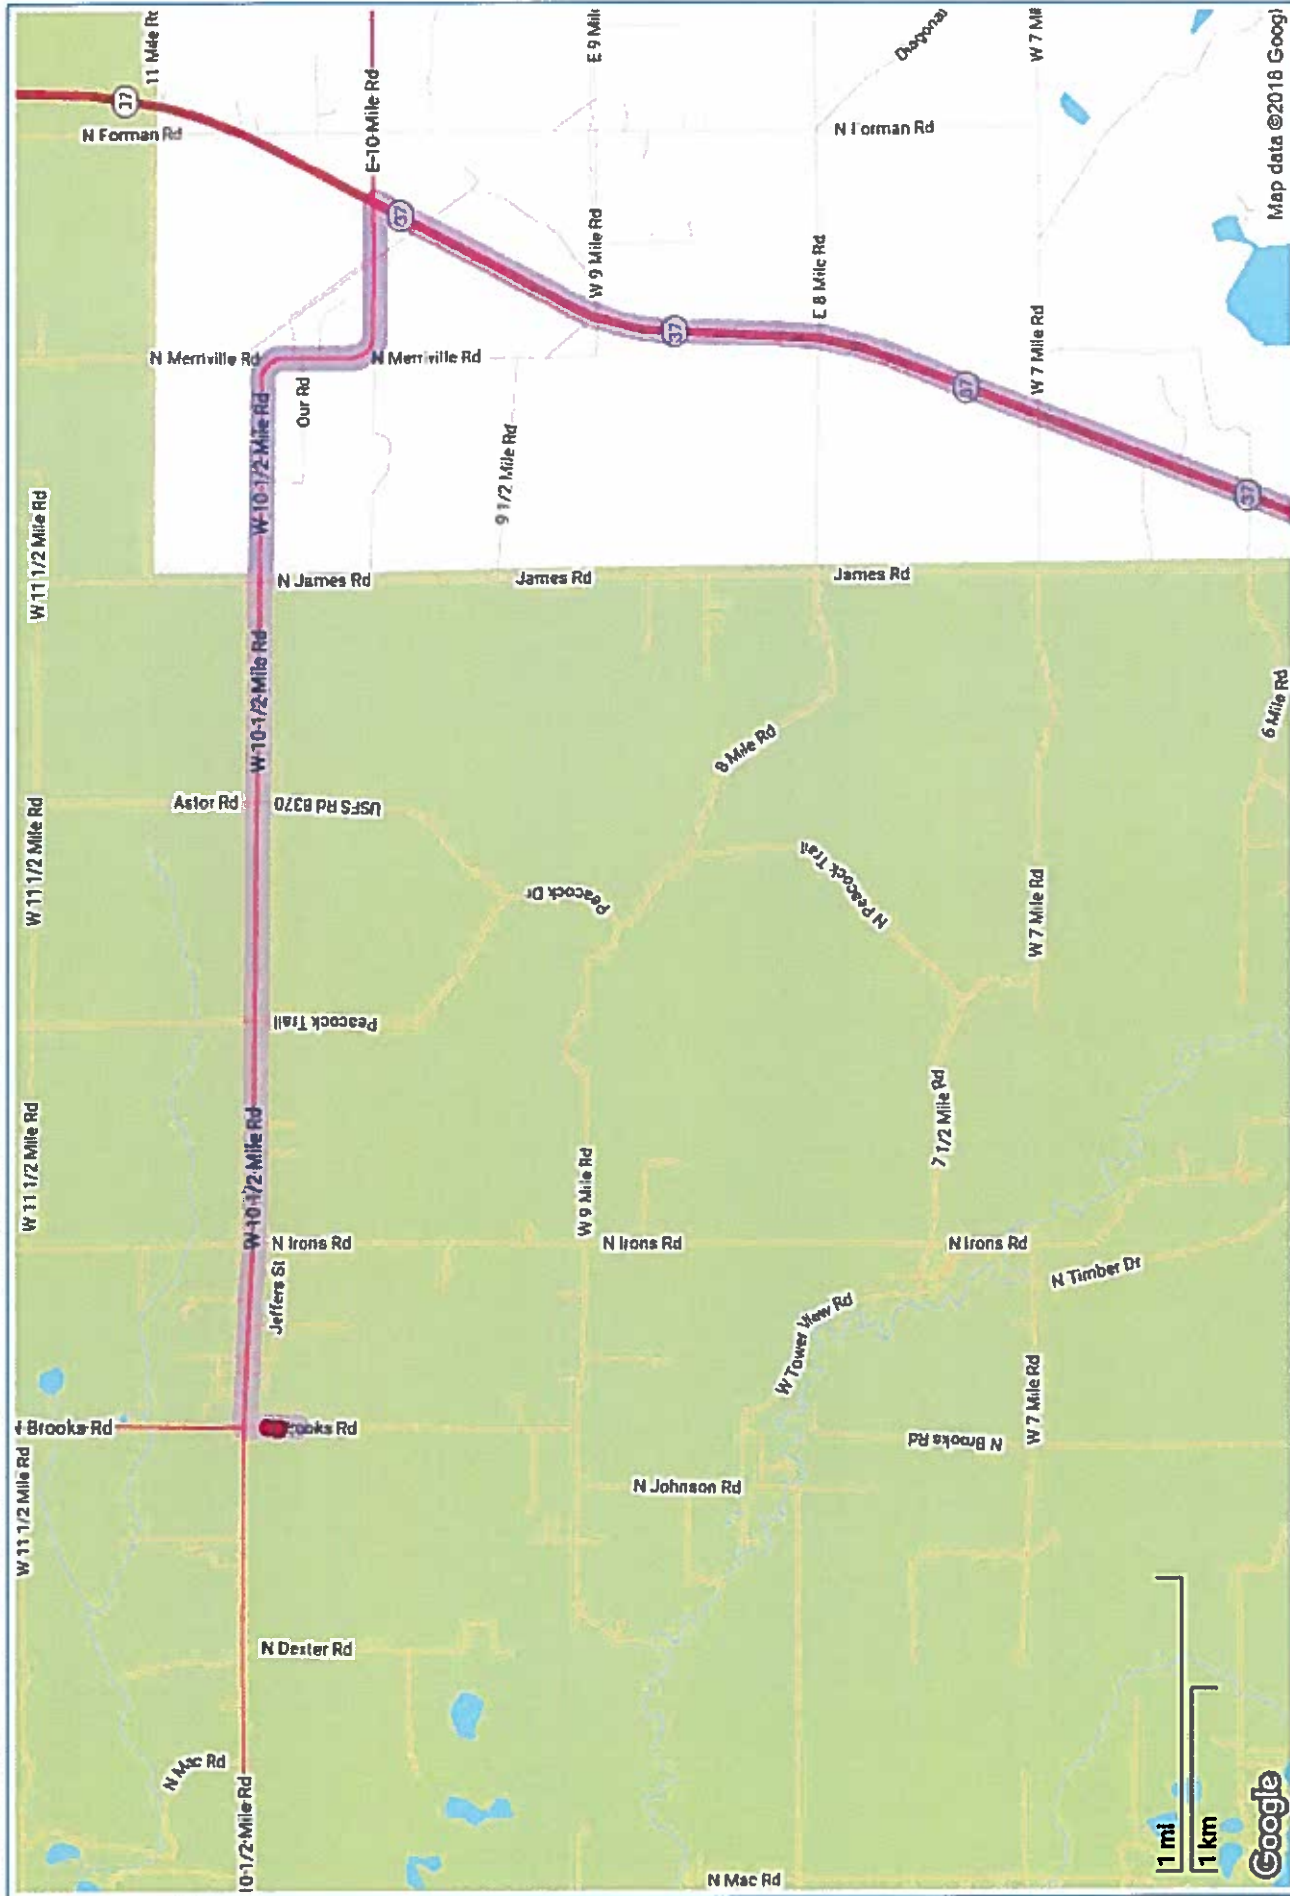 11 Mile R
37
N Forman Rd
E 10 Mile Rd
E 9 Mil
Diagonal
W 7 Mi
N Forman Rd
Map data ©2018 Googl
37
W 9 Mile Rd
E 8 Mile Rd
W 7 Mile Rd
37
37
37
N Merriville Rd
N Merriville Rd
Our Rd
W 10-1/2 Mile Rd
9 1/2 Mile Rd
W 11 1/2 Mile Rd
N James Rd
James Rd
James Rd
W 10-1/2 Mile Rd
6 Mile Rd
8 Mile Rd
Astor Rd
USFS Rd 8370
W 11 1/2 Mile Rd
Peacock Dr
N Peacock Trail
W 7 Mile Rd
Peacock Trail
W 11 1/2 Mile Rd
W 10-1/2 Mile Rd
7 1/2 Mile Rd
W 9 Mile Rd
N Irons Rd
N Irons Rd
N Irons Rd
Jeffers St
N Timber Dr
W Tower View Rd
W 7 Mile Rd
Brooks Rd
rooks Rd
N Brooks Rd
N Johnson Rd
W 11 1/2 Mile Rd
N Dexter Rd
N Mac Rd
10-1/2 Mile Rd
N Mac Rd
1 mi
1 km
Google